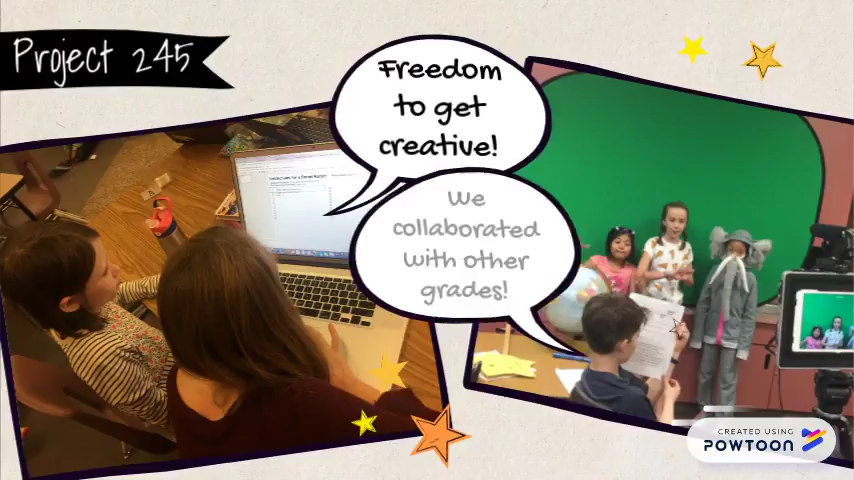 Project 245
Freedom
to get
creative!
We
collaborated
with other
grades!
CREATED USING
POWTOON